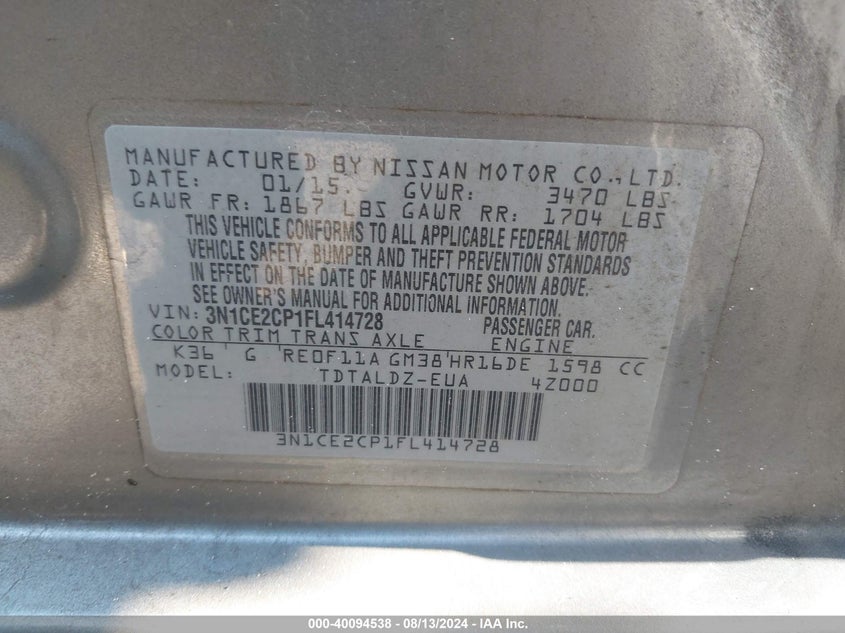 MANUFACTURED BY NISSAN MOTOR CO.,LTD.
DATE: 01/15. GVWR: 3470 LBS
GAWR FR: 1867 LBS GAWR RR: 1704 LBS
THIS VEHICLE CONFORMS TO ALL APPLICABLE FEDERAL MOTOR
VEHICLE SAFETY, BUMPER AND THEFT PREVENTION STANDARDS
IN EFFECT ON THE DATE OF MANUFACTURE SHOWN ABOVE.
SEE OWNER'S MANUAL FOR ADDITIONAL INFORMATION.
VIN: 3N1CE2CP1FL414728 PASSENGER CAR.
COLOR TRIM TRANS AXLE ENGINE
K36 ' G 'RE0F11A GM38'HR16DE 1598 CC
MODEL: TDTALDZ-EUA 4Z000
3N1CE2CP1FL414728
000-40094538 - 08/13/2024 - IAA Inc.